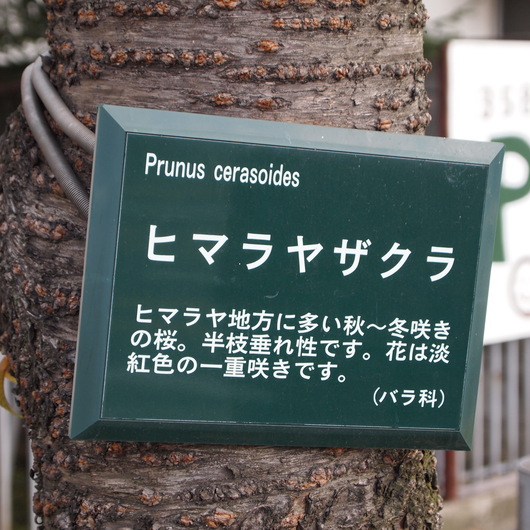 Prunus cerasoides
ヒマラヤザクラ
ヒマラヤ地方に多い秋～冬咲き
の桜。半枝垂れ性です。花は淡
紅色の一重咲きです。
（バラ科）